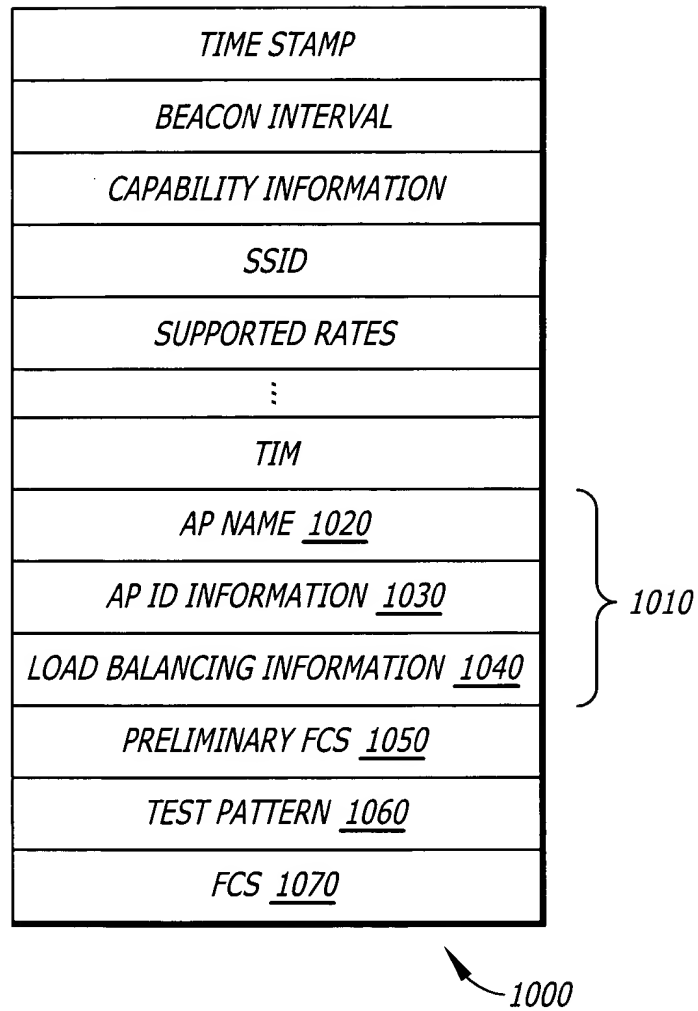 TIME STAMP
BEACON INTERVAL
CAPABILITY INFORMATION
SSID
SUPPORTED RATES
⋮
TIM
AP NAME 1020
AP ID INFORMATION 1030
LOAD BALANCING INFORMATION 1040
1010
PRELIMINARY FCS 1050
TEST PATTERN 1060
FCS 1070
1000